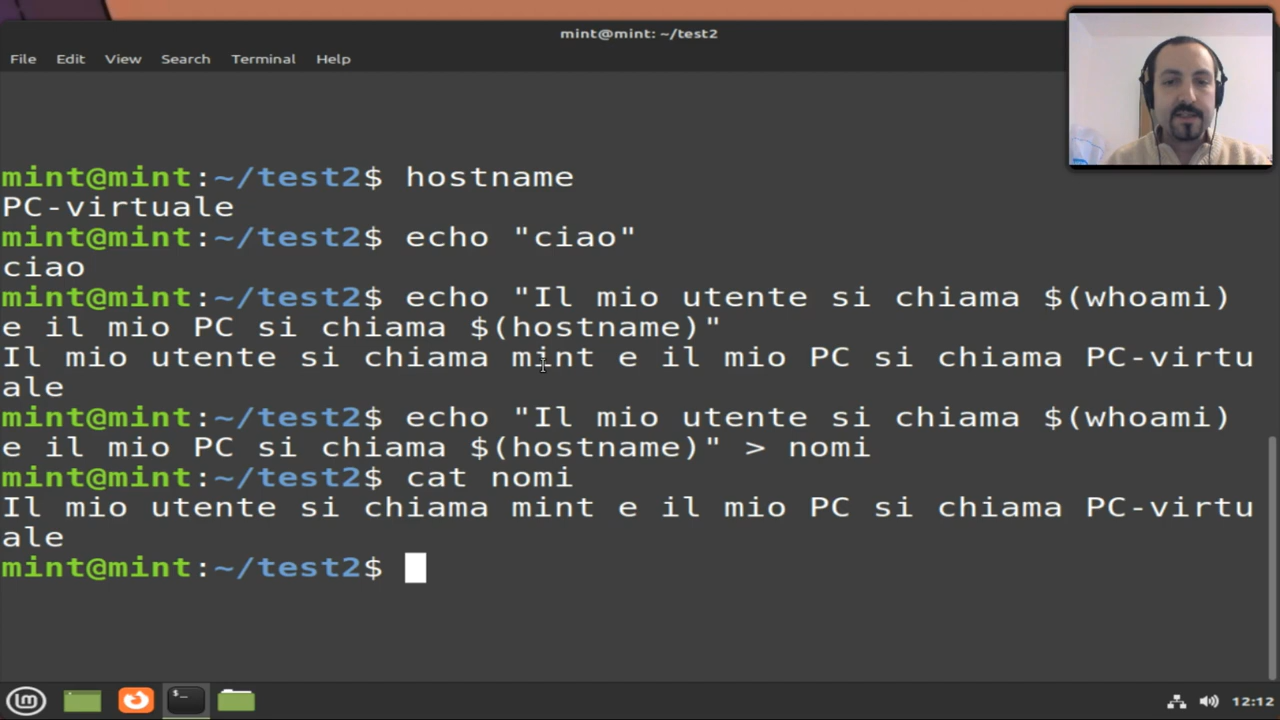 mint@mint: ~/test2
File Edit View Search Terminal Help
mint@mint:~/test2$ hostname
PC-virtuale
mint@mint:~/test2$ echo "ciao"
ciao
mint@mint:~/test2$ echo "Il mio utente si chiama $(whoami)
e il mio PC si chiama $(hostname)"
Il mio utente si chiama mint e il mio PC si chiama PC-virtu
ale
mint@mint:~/test2$ echo "Il mio utente si chiama $(whoami)
e il mio PC si chiama $(hostname)" > nomi
mint@mint:~/test2$ cat nomi
Il mio utente si chiama mint e il mio PC si chiama PC-virtu
ale
mint@mint:~/test2$
12:12